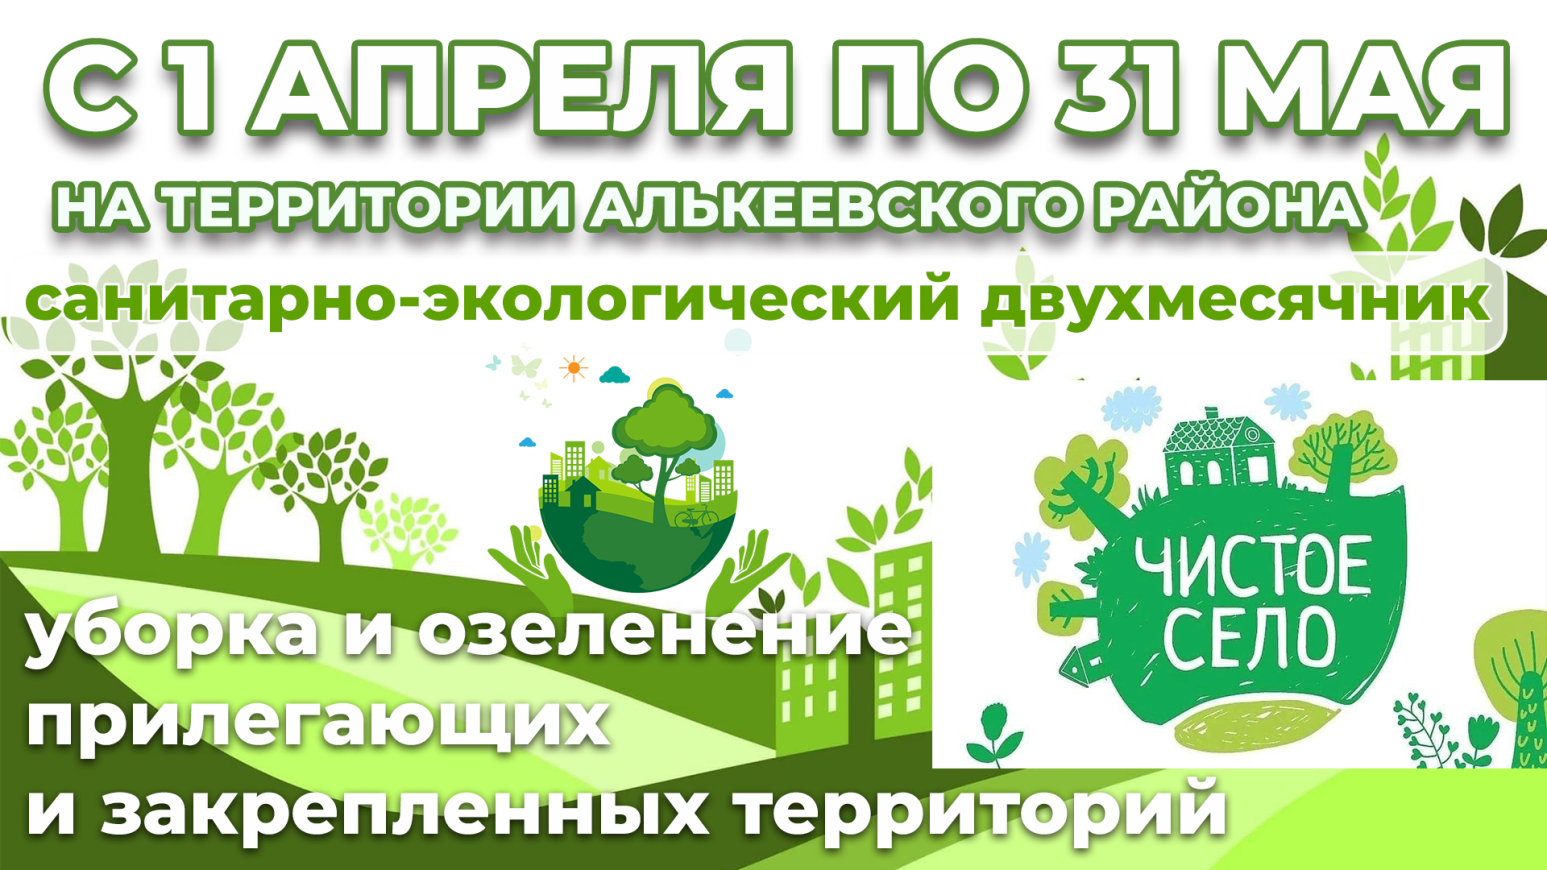 С 1 АПРЕЛЯ ПО 31 МАЯ
НА ТЕРРИТОРИИ АЛЬКЕЕВСКОГО РАЙОНА
санитарно-экологический двухмесячник
ЧИСТОЕ
СЕЛО
уборка и озеленение
прилегающих
и закрепленных территорий